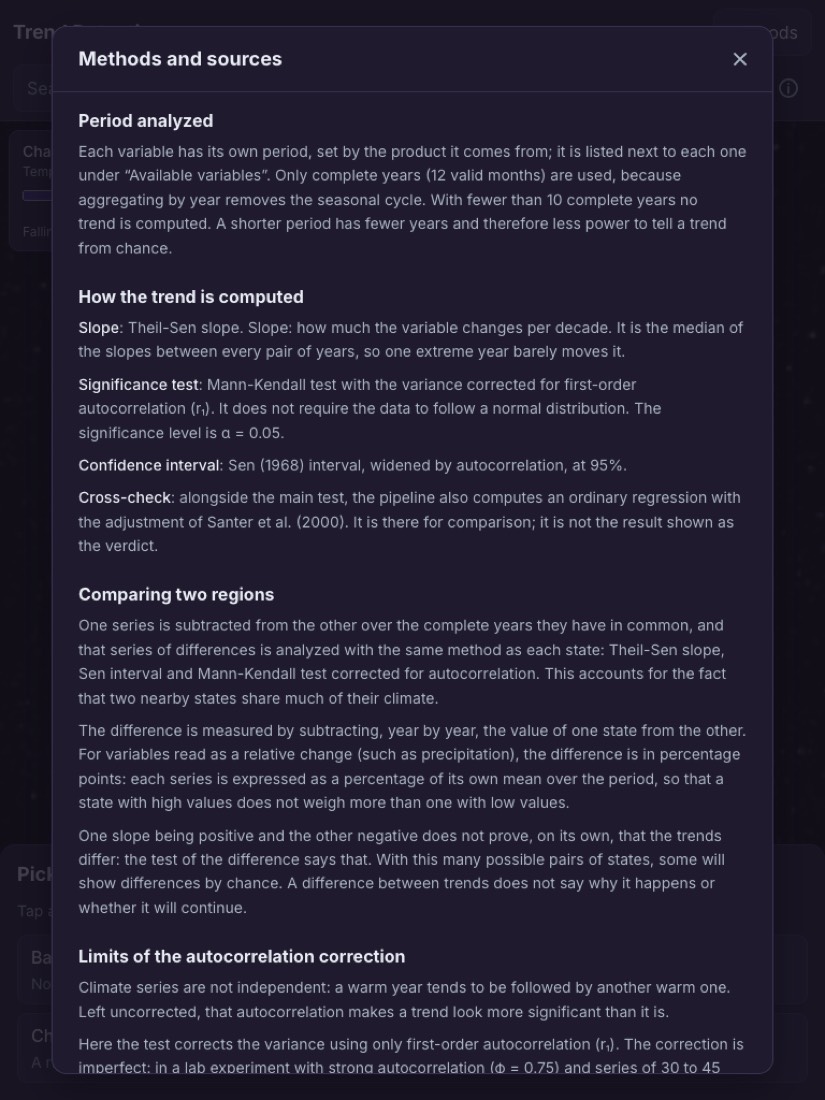 Methods and sources
Period analyzed
Each variable has its own period, set by the product it comes from; it is listed next to each one
under “Available variables”. Only complete years (12 valid months) are used, because
aggregating by year removes the seasonal cycle. With fewer than 10 complete years no
trend is computed. A shorter period has fewer years and therefore less power to tell a trend
from chance.
How the trend is computed
Slope: Theil-Sen slope. Slope: how much the variable changes per decade. It is the median of
the slopes between every pair of years, so one extreme year barely moves it.
Significance test: Mann-Kendall test with the variance corrected for first-order
autocorrelation (r₁). It does not require the data to follow a normal distribution. The
significance level is α = 0.05.
Confidence interval: Sen (1968) interval, widened by autocorrelation, at 95%.
Cross-check: alongside the main test, the pipeline also computes an ordinary regression with
the adjustment of Santer et al. (2000). It is there for comparison; it is not the result shown as
the verdict.
Comparing two regions
One series is subtracted from the other over the complete years they have in common, and
that series of differences is analyzed with the same method as each state: Theil-Sen slope,
Sen interval and Mann-Kendall test corrected for autocorrelation. This accounts for the fact
that two nearby states share much of their climate.
The difference is measured by subtracting, year by year, the value of one state from the other.
For variables read as a relative change (such as precipitation), the difference is in percentage
points: each series is expressed as a percentage of its own mean over the period, so that a
state with high values does not weigh more than one with low values.
One slope being positive and the other negative does not prove, on its own, that the trends
differ: the test of the difference says that. With this many possible pairs of states, some will
show differences by chance. A difference between trends does not say why it happens or
whether it will continue.
Limits of the autocorrelation correction
Climate series are not independent: a warm year tends to be followed by another warm one.
Left uncorrected, that autocorrelation makes a trend look more significant than it is.
Here the test corrects the variance using only first-order autocorrelation (r₁). The correction is
imperfect: in a lab experiment with strong autocorrelation (Φ = 0.75) and series of 30 to 45